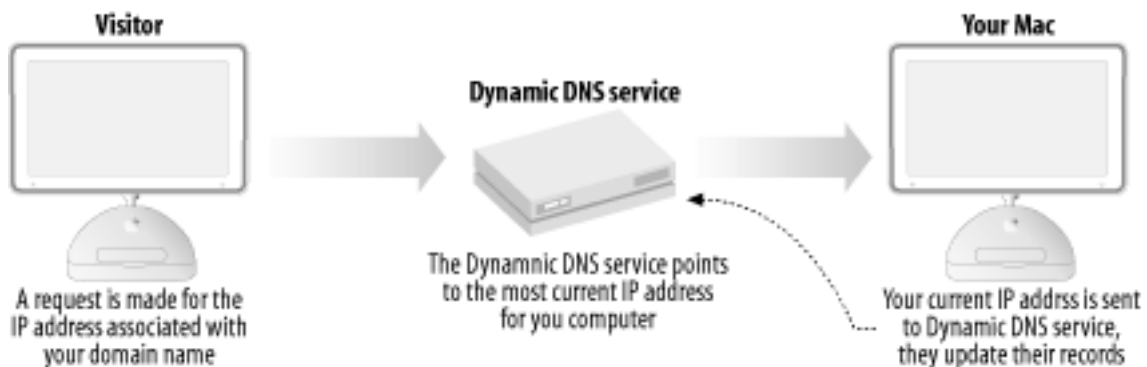 Visitor
A request is made for the
IP address associated with
your domain name
Dynamic DNS service
The Dynamnic DNS service points
to the most current IP address
for you computer
Your Mac
Your current IP addrss is sent
to Dynamic DNS service,
they update their records